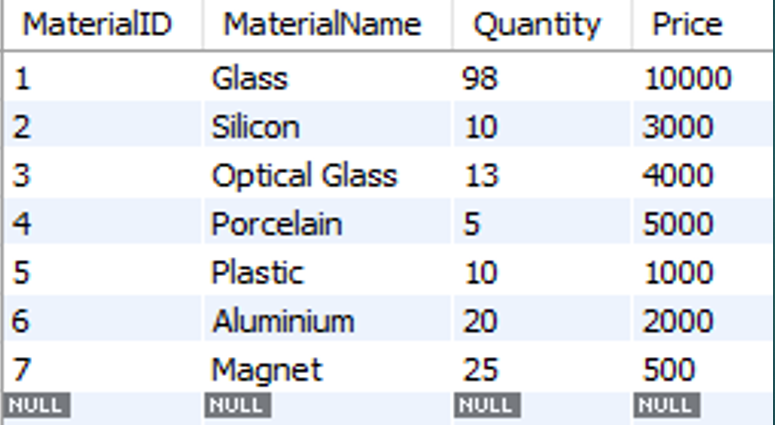 MaterialID MaterialName Quantity Price
1 Glass 98 10000
2 Silicon 10 3000
3 Optical Glass 13 4000
4 Porcelain 5 5000
5 Plastic 10 1000
6 Aluminium 20 2000
7 Magnet 25 500
NULL NULL NULL NULL